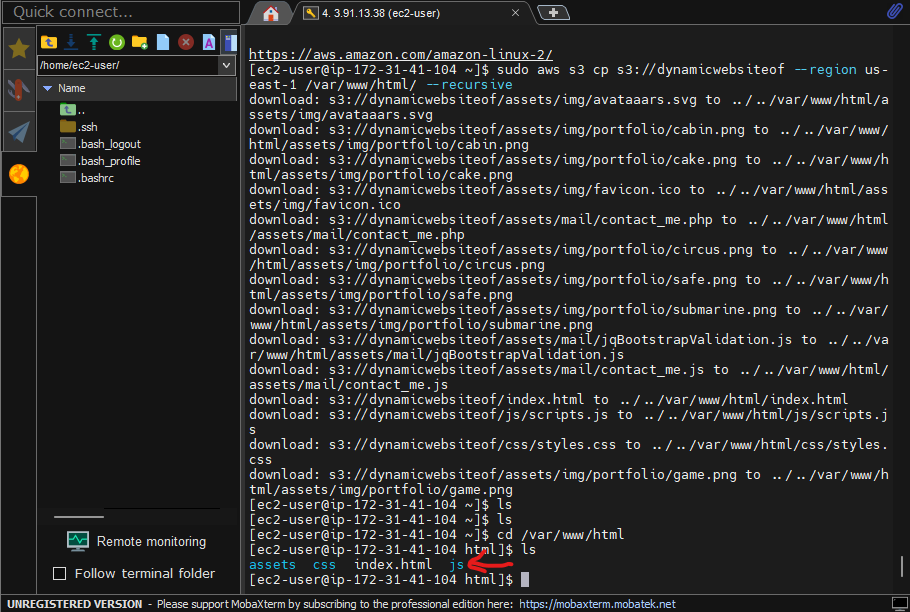 Quick connect...
4. 3.91.13.38 (ec2-user)
/home/ec2-user/
Name
..
.ssh
.bash_logout
.bash_profile
.bashrc
Remote monitoring
Follow terminal folder
https://aws.amazon.com/amazon-linux-2/
[ec2-user@ip-172-31-41-104 ~]$ sudo aws s3 cp s3://dynamicwebsiteof --region us-
east-1 /var/www/html/ --recursive
download: s3://dynamicwebsiteof/assets/img/avataaars.svg to ../../var/www/html/a
ssets/img/avataaars.svg
download: s3://dynamicwebsiteof/assets/img/portfolio/cabin.png to ../../var/www/
html/assets/img/portfolio/cabin.png
download: s3://dynamicwebsiteof/assets/img/portfolio/cake.png to ../../var/www/h
tml/assets/img/portfolio/cake.png
download: s3://dynamicwebsiteof/assets/img/favicon.ico to ../../var/www/html/ass
ets/img/favicon.ico
download: s3://dynamicwebsiteof/assets/mail/contact_me.php to ../../var/www/html
/assets/mail/contact_me.php
download: s3://dynamicwebsiteof/assets/img/portfolio/circus.png to ../../var/www
/html/assets/img/portfolio/circus.png
download: s3://dynamicwebsiteof/assets/img/portfolio/safe.png to ../../var/www/h
tml/assets/img/portfolio/safe.png
download: s3://dynamicwebsiteof/assets/img/portfolio/submarine.png to ../../var/
www/html/assets/img/portfolio/submarine.png
download: s3://dynamicwebsiteof/assets/mail/jqBootstrapValidation.js to ../../va
r/www/html/assets/mail/jqBootstrapValidation.js
download: s3://dynamicwebsiteof/assets/mail/contact_me.js to ../../var/www/html/
assets/mail/contact_me.js
download: s3://dynamicwebsiteof/index.html to ../../var/www/html/index.html
download: s3://dynamicwebsiteof/js/scripts.js to ../../var/www/html/js/scripts.j
s
download: s3://dynamicwebsiteof/css/styles.css to ../../var/www/html/css/styles.
css
download: s3://dynamicwebsiteof/assets/img/portfolio/game.png to ../../var/www/h
tml/assets/img/portfolio/game.png
[ec2-user@ip-172-31-41-104 ~]$ ls
[ec2-user@ip-172-31-41-104 ~]$ ls
[ec2-user@ip-172-31-41-104 ~]$ cd /var/www/html
[ec2-user@ip-172-31-41-104 html]$ ls
assets css index.html js
[ec2-user@ip-172-31-41-104 html]$
UNREGISTERED VERSION - Please support MobaXterm by subscribing to the professional edition here: https://mobaxterm.mobatek.net